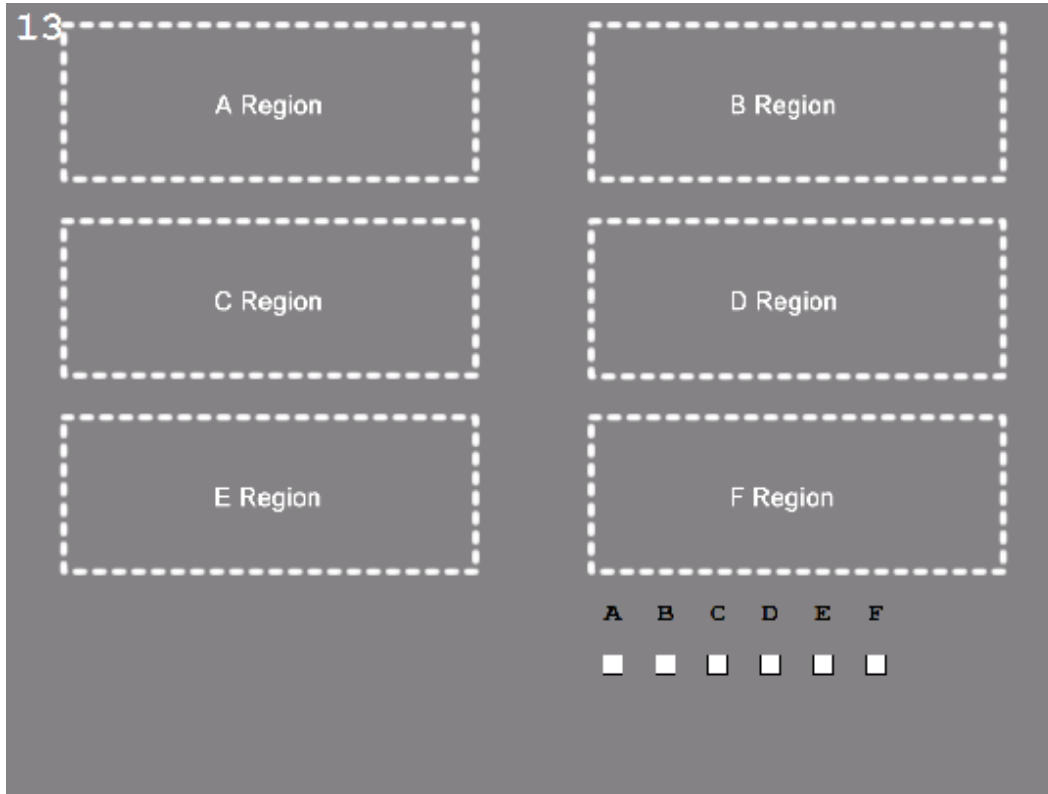 13
A Region
B Region
C Region
D Region
E Region
F Region
A B C D E F